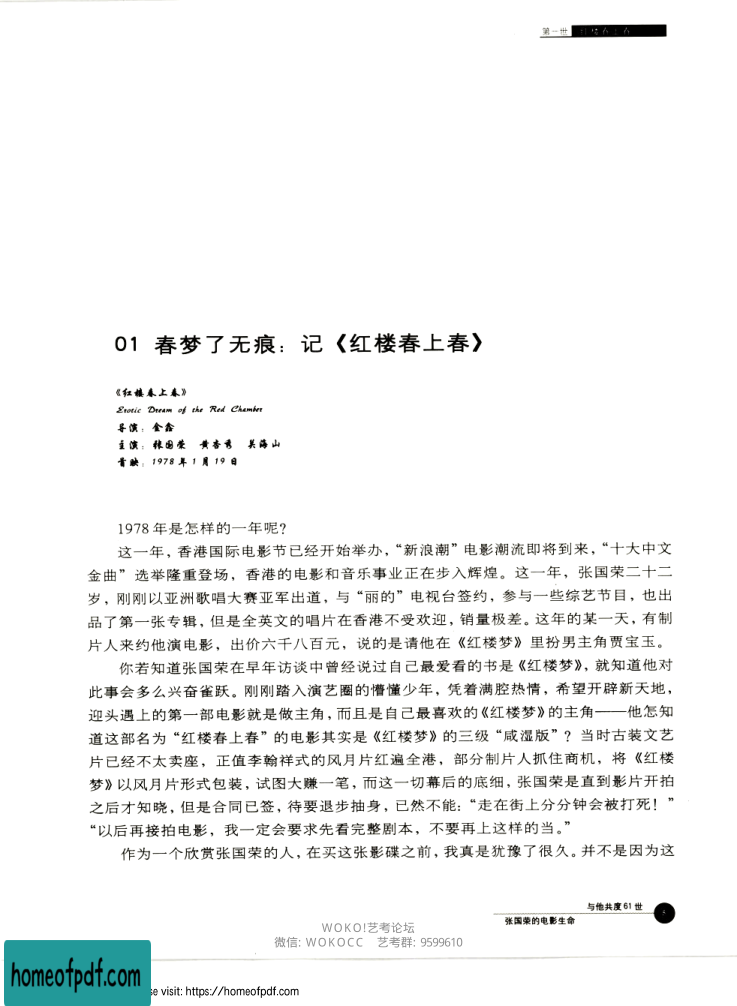 第一世 红楼春上春
01 春梦了无痕：记《红楼春上春》
《红楼春上春》
Erotic Dream of the Red Chamber
导演：金鑫
主演：张国荣 黄杏秀 吴海山
首映：1978年1月19日
1978年是怎样的一年呢？
这一年，香港国际电影节已经开始举办，“新浪潮”电影潮流即将到来，“十大中文
金曲”选举隆重登场，香港的电影和音乐事业正在步入辉煌。这一年，张国荣二十二
岁，刚刚以亚洲歌唱大赛亚军出道，与“丽的”电视台签约，参与一些综艺节目，也出
品了第一张专辑，但是全英文的唱片在香港不受欢迎，销量极差。这年的某一天，有制
片人来约他演电影，出价六千八百元，说的是请他在《红楼梦》里扮男主角贾宝玉。
你若知道张国荣在早年访谈中曾经说过自己最爱看的书是《红楼梦》，就知道他对
此事会多么兴奋雀跃。刚刚踏入演艺圈的懵懂少年，凭着满腔热情，希望开辟新天地，
迎头遇上的第一部电影就是做主角，而且是自己最喜欢的《红楼梦》的主角——他怎知
道这部名为“红楼春上春”的电影其实是《红楼梦》的三级“咸湿版”？当时古装文艺
片已经不太卖座，正值李翰祥式的风月片红遍全港，部分制片人抓住商机，将《红楼
梦》以风月片形式包装，试图大赚一笔，而这一切幕后的底细，张国荣是直到影片开拍
之后才知晓，但是合同已签，待要退步抽身，已然不能：“走在街上分分钟会被打死！”
“以后再接拍电影，我一定会要求先看完整剧本，不要再上这样的当。”
作为一个欣赏张国荣的人，在买这张影碟之前，我真是犹豫了很久。并不是因为这
与他共度61世
张国荣的电影生命
WOKO!艺考论坛
微信: WOKOCC 艺考群: 9599610
homeofpdf.com
se visit: https://homeofpdf.com